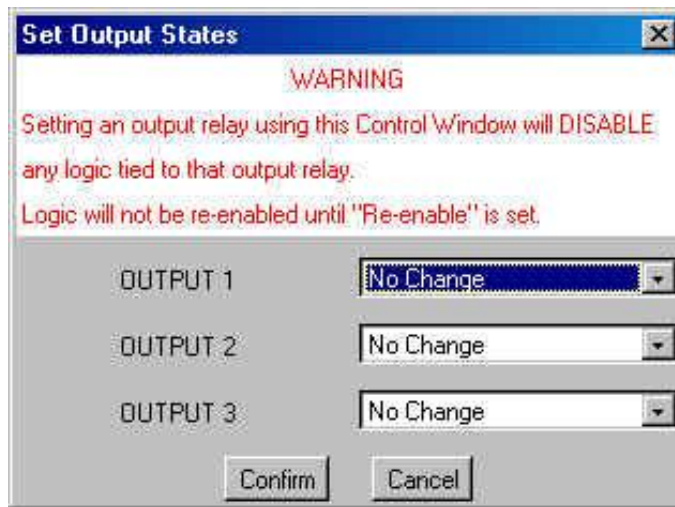 Set Output States
WARNING
Setting an output relay using this Control Window will DISABLE
any logic tied to that output relay.
Logic will not be re-enabled until "Re-enable" is set.
OUTPUT 1 No Change
OUTPUT 2 No Change
OUTPUT 3 No Change
Confirm Cancel